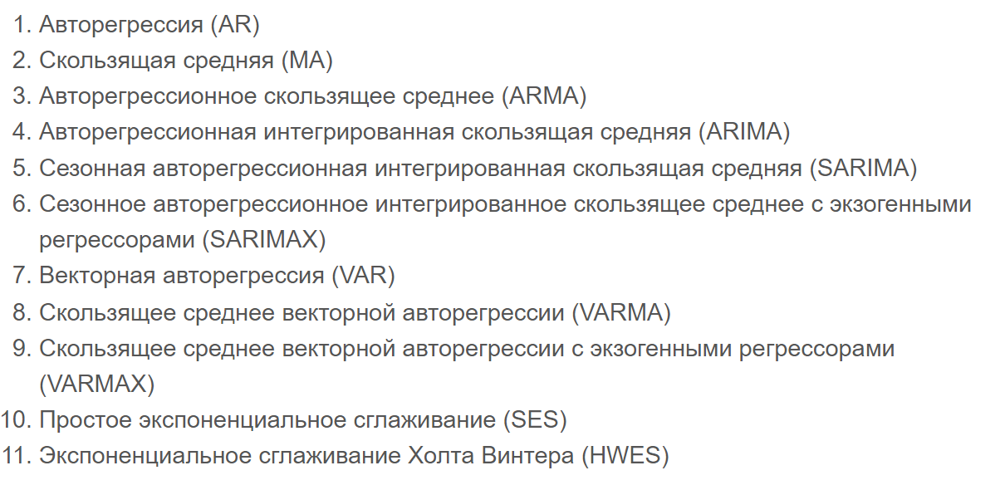 1. Авторегрессия (AR)
2. Скользящая средняя (MA)
3. Авторегрессионное скользящее среднее (ARMA)
4. Авторегрессионная интегрированная скользящая средняя (ARIMA)
5. Сезонная авторегрессионная интегрированная скользящая средняя (SARIMA)
6. Сезонное авторегрессионное интегрированное скользящее среднее с экзогенными
регрессорами (SARIMAX)
7. Векторная авторегрессия (VAR)
8. Скользящее среднее векторной авторегрессии (VARMA)
9. Скользящее среднее векторной авторегрессии с экзогенными регрессорами
(VARMAX)
10. Простое экспоненциальное сглаживание (SES)
11. Экспоненциальное сглаживание Холта Винтера (HWES)